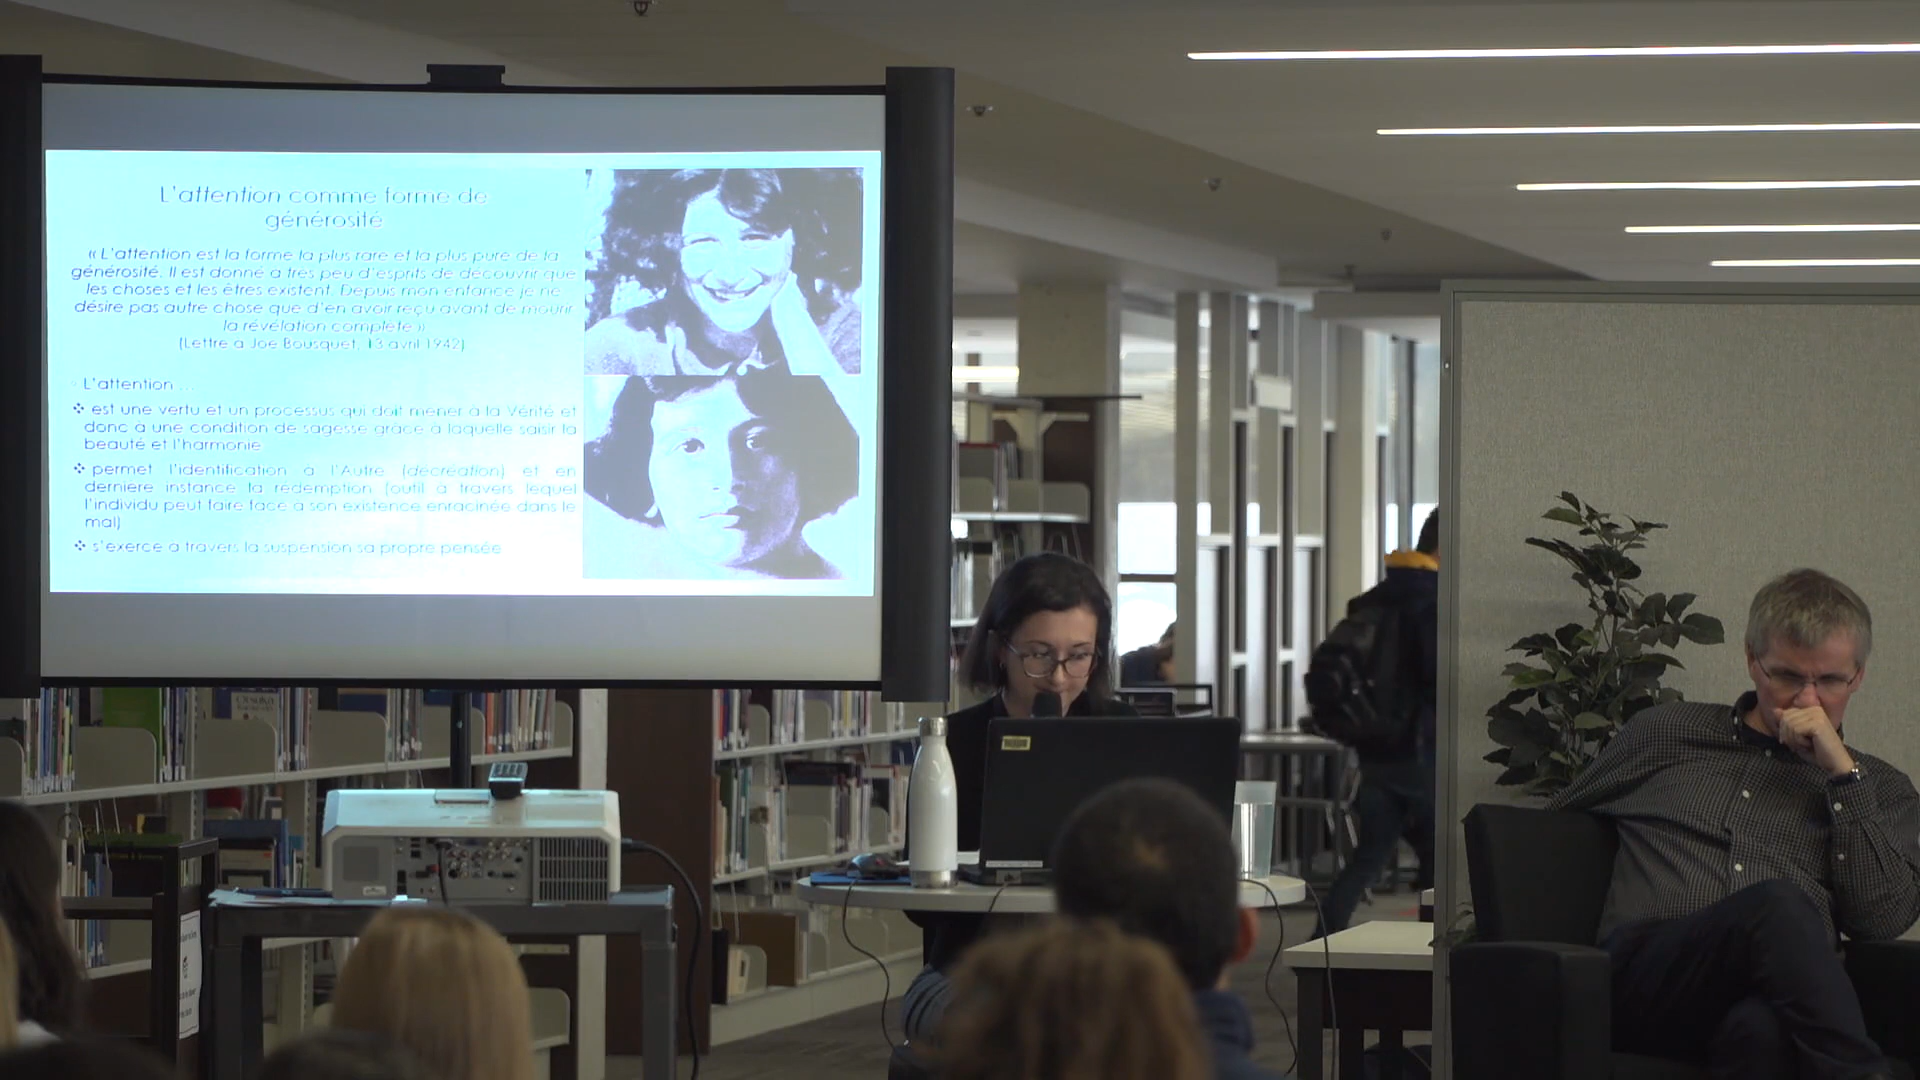 L'attention comme forme de
générosité
« L'attention est la forme la plus rare et la plus pure de la
générosité. Il est donné à très peu d'esprits de découvrir que
les choses et les êtres existent. Depuis mon enfance je ne
désire pas autre chose que d'en avoir reçu avant de mourir
la révélation complète »
(Lettre à Joe Bousquet, 13 avril 1942)
L'attention ...
❖ est une vertu et un processus qui doit mener à la Vérité et
donc à une condition de sagesse grâce à laquelle saisir la
beauté et l'harmonie
❖ permet l'identification à l'Autre (decréation) et en
dernière instance la rédemption (outil à travers lequel
l'individu peut faire face à son existence enracinée dans le
mal)
❖ s'exerce à travers la suspension sa propre pensée